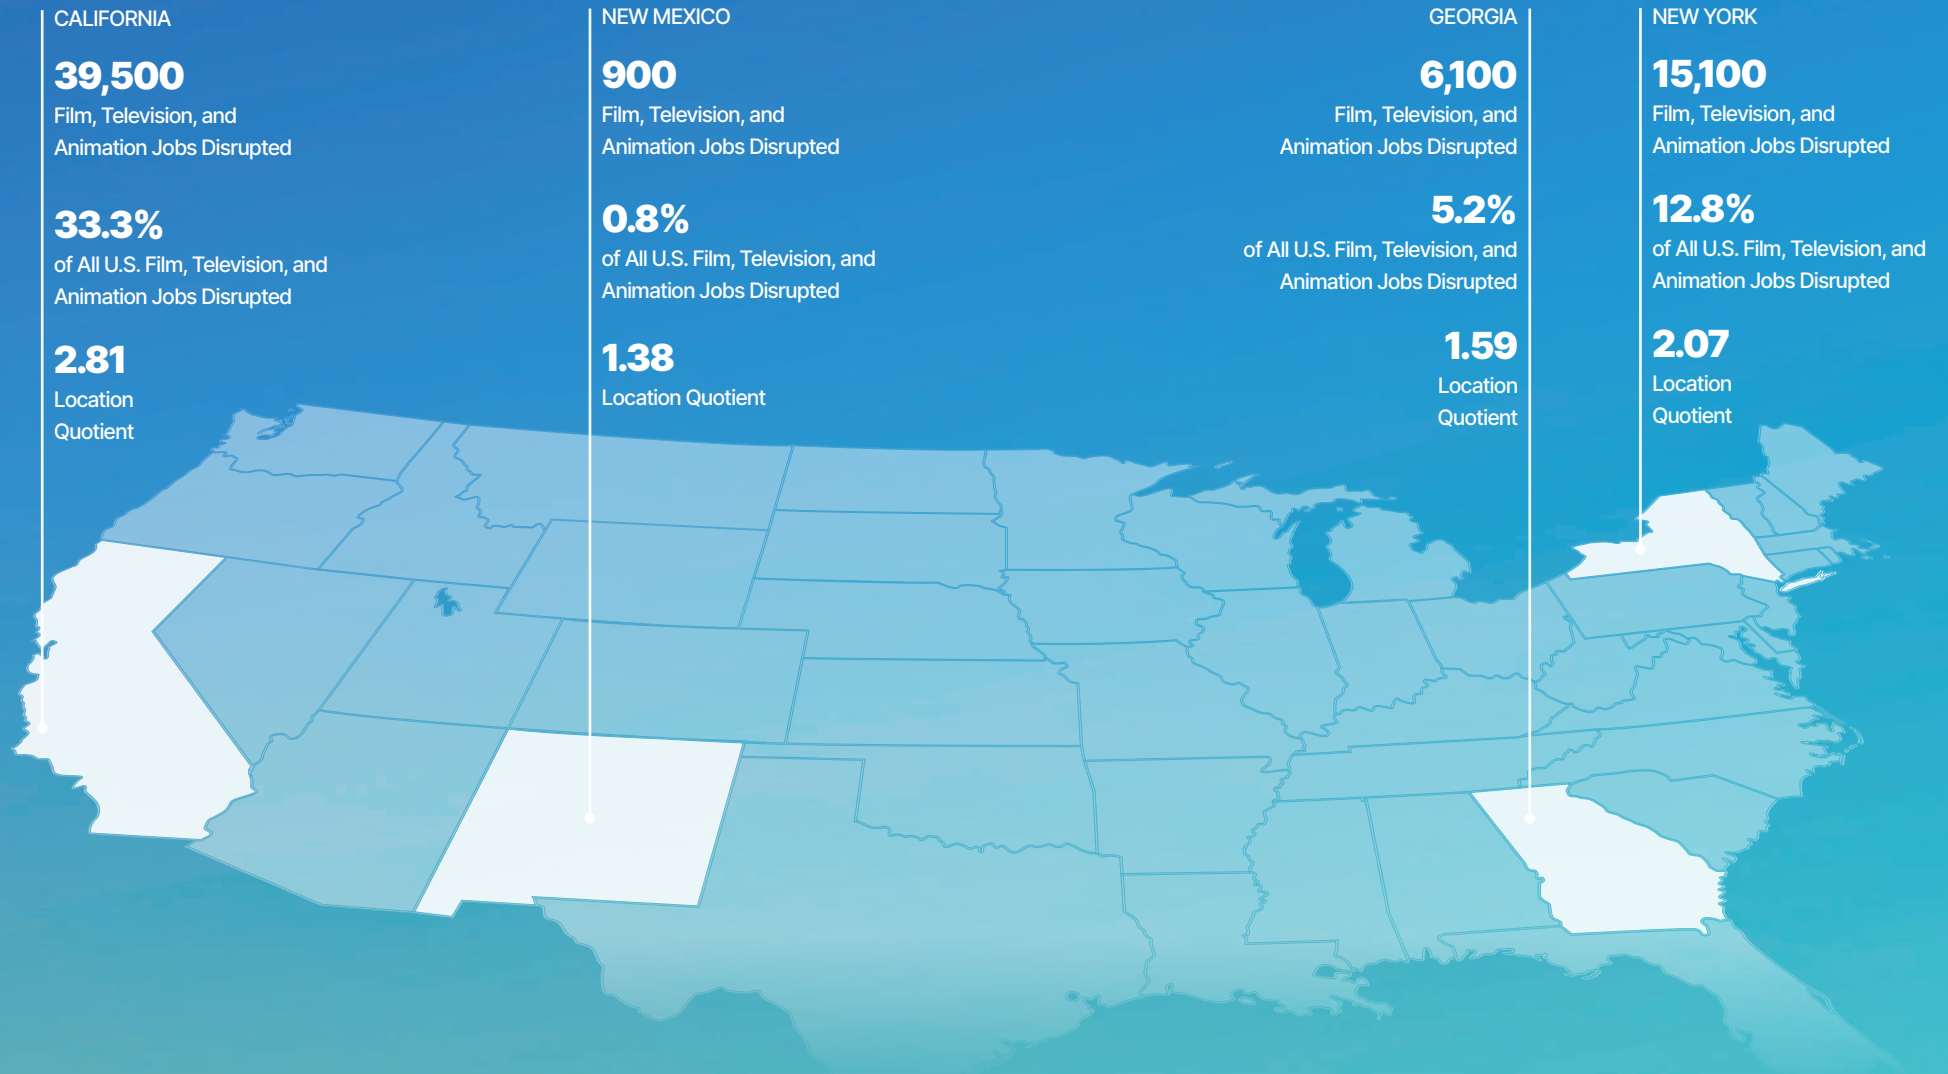 CALIFORNIA
39,500
Film, Television, and
Animation Jobs Disrupted
33.3%
of All U.S. Film, Television, and
Animation Jobs Disrupted
2.81
Location
Quotient
NEW MEXICO
900
Film, Television, and
Animation Jobs Disrupted
0.8%
of All U.S. Film, Television, and
Animation Jobs Disrupted
1.38
Location Quotient
GEORGIA
6,100
Film, Television, and
Animation Jobs Disrupted
5.2%
of All U.S. Film, Television, and
Animation Jobs Disrupted
1.59
Location
Quotient
NEW YORK
15,100
Film, Television, and
Animation Jobs Disrupted
12.8%
of All U.S. Film, Television, and
Animation Jobs Disrupted
2.07
Location
Quotient